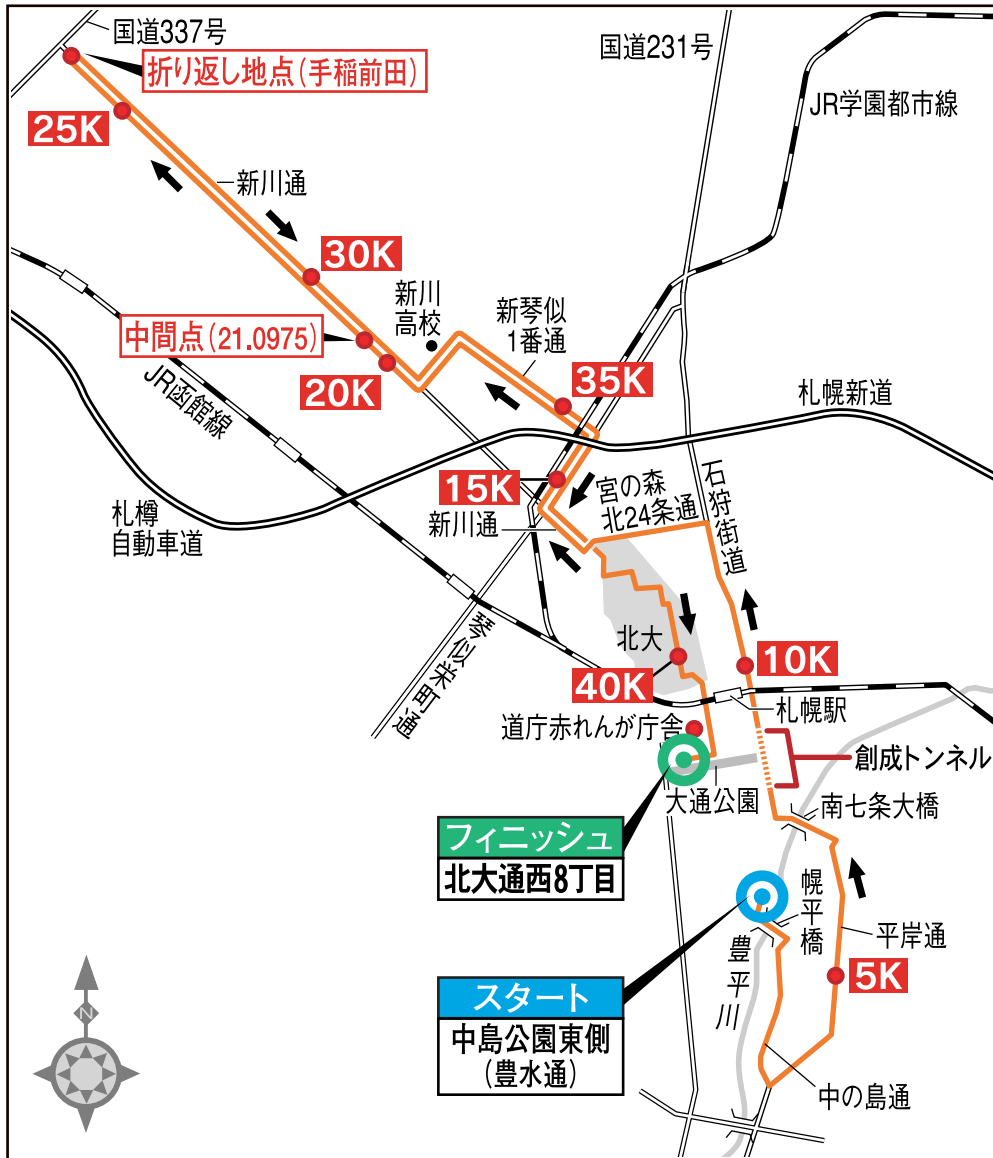 国道337号
折り返し地点(手稲前田)
25K
新川通
30K
国道231号
JR学園都市線
新川
高校
新琴似
1番通
中間点(21.0975)
20K
35K
JR函館線
札幌新道
札樽
自動車道
15K
新川通
宮の森
北24条通
石狩街道
琴似栄町通
北大
40K
10K
札幌駅
道庁赤れんが庁舎
創成トンネル
大通公園
南七条大橋
フィニッシュ
北大通西8丁目
幌平橋
豊平川
平岸通
5K
スタート
中島公園東側
(豊水通)
中の島通
N